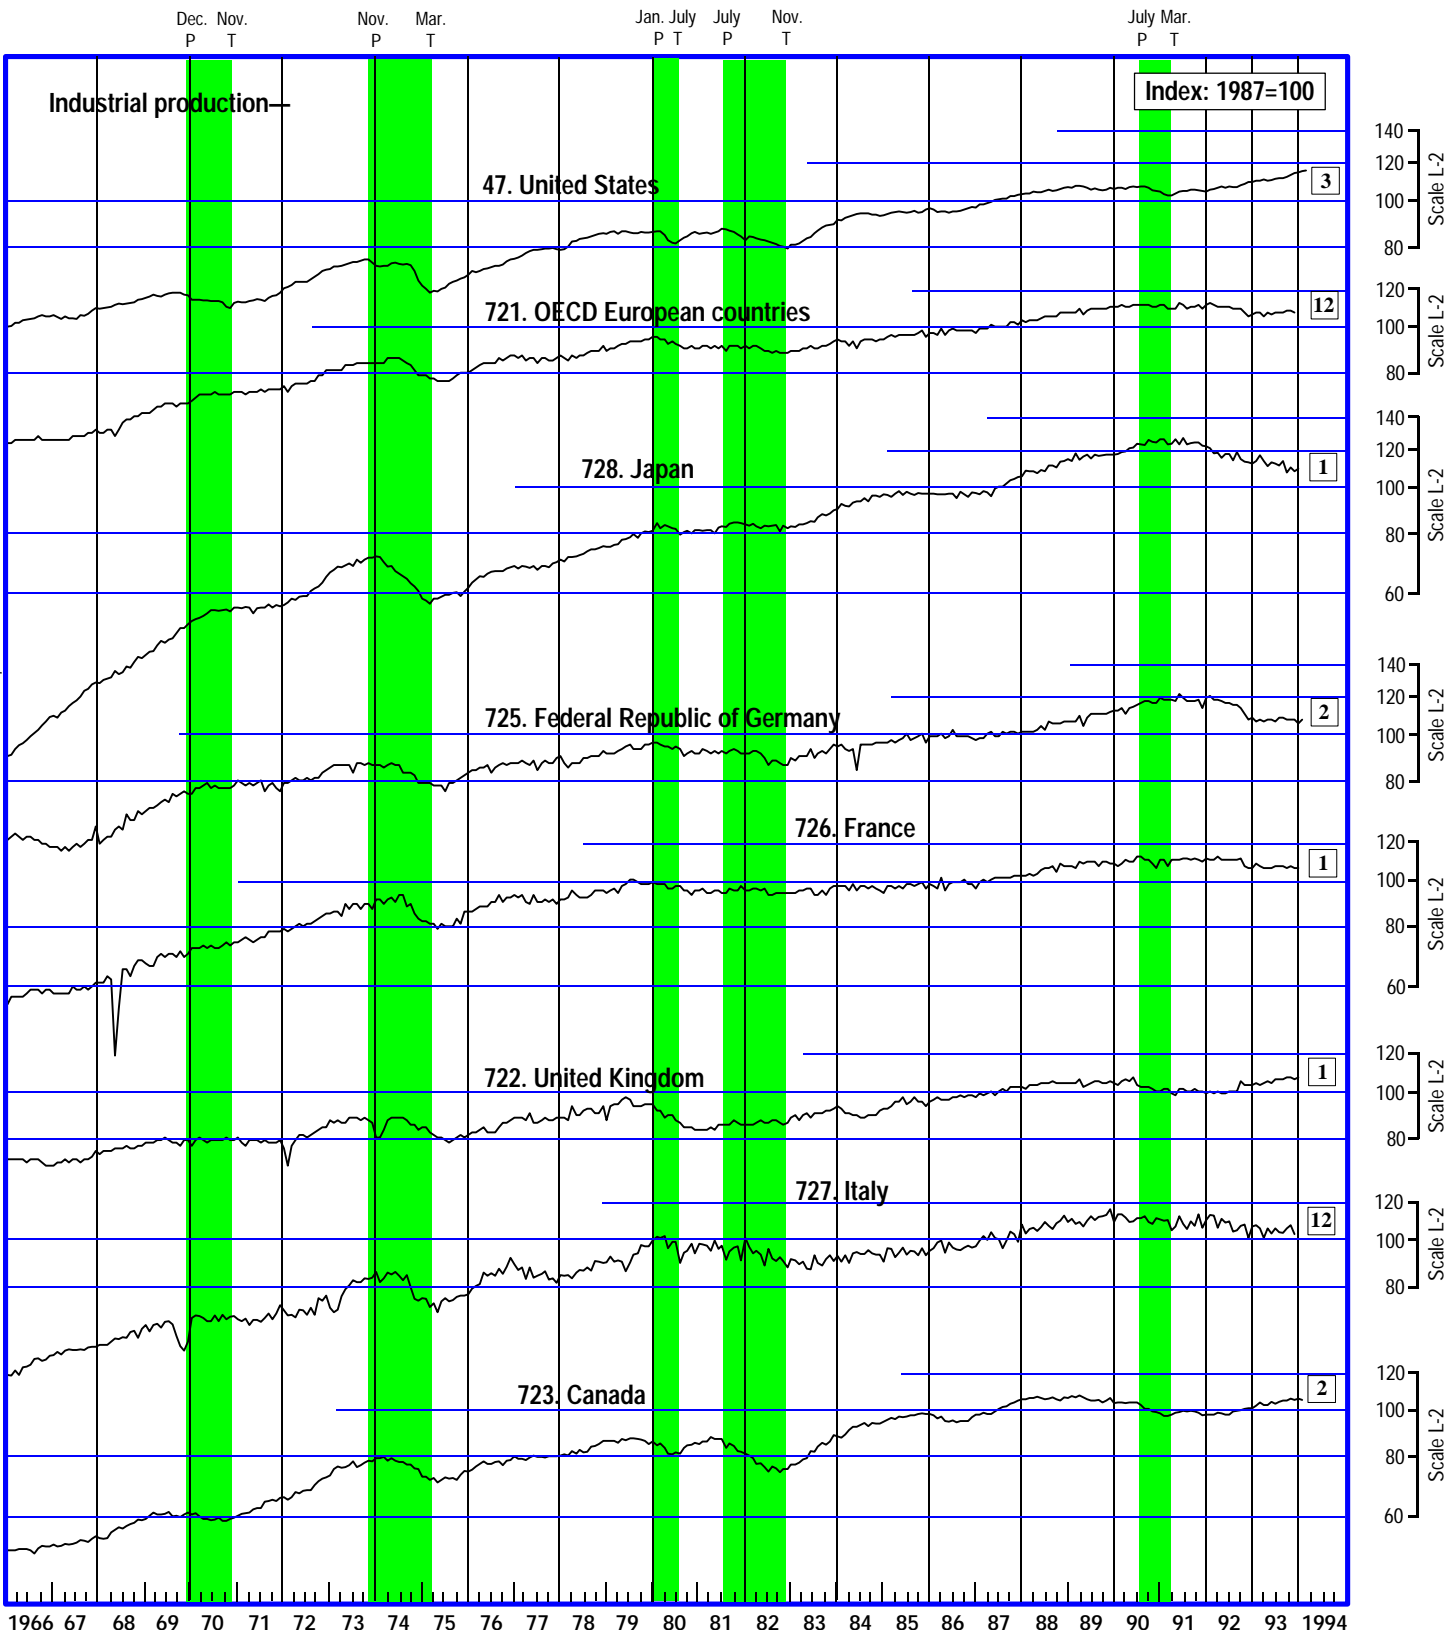 Dec. Nov. Nov. Mar. Jan. July July Nov. July Mar.
P T P T P T P T P T
Industrial production—
Index: 1987=100
140
120
100
80
Scale L-2
47. United States
3
721. OECD European countries
120
100
80
Scale L-2
12
728. Japan
140
120
100
80
60
Scale L-2
1
725. Federal Republic of Germany
140
120
100
80
Scale L-2
2
726. France
120
100
80
60
Scale L-2
1
722. United Kingdom
120
100
80
Scale L-2
1
727. Italy
120
100
80
Scale L-2
12
723. Canada
120
100
80
60
Scale L-2
2
1966 67 68 69 70 71 72 73 74 75 76 77 78 79 80 81 82 83 84 85 86 87 88 89 90 91 92 93 1994